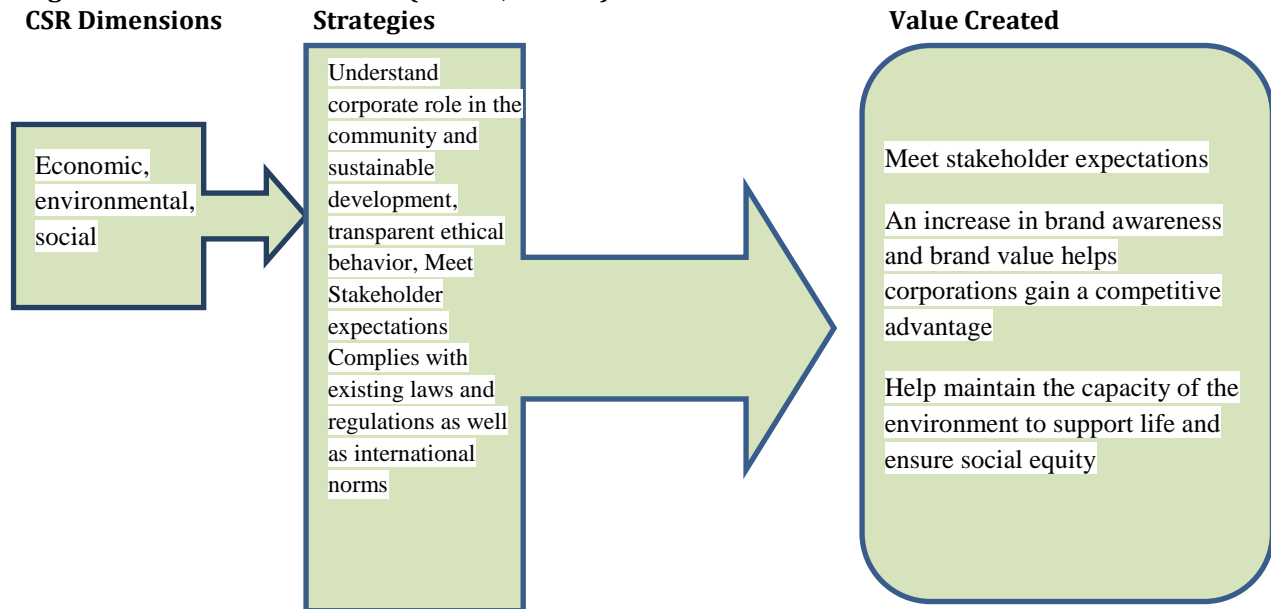 CSR Dimensions
Strategies
Value Created
Economic,
environmental,
social
Understand
corporate role in the
community and
sustainable
development,
transparent ethical
behavior, Meet
Stakeholder
expectations
Complies with
existing laws and
regulations as well
as international
norms
Meet stakeholder expectations
An increase in brand awareness
and brand value helps
corporations gain a competitive
advantage
Help maintain the capacity of the
environment to support life and
ensure social equity